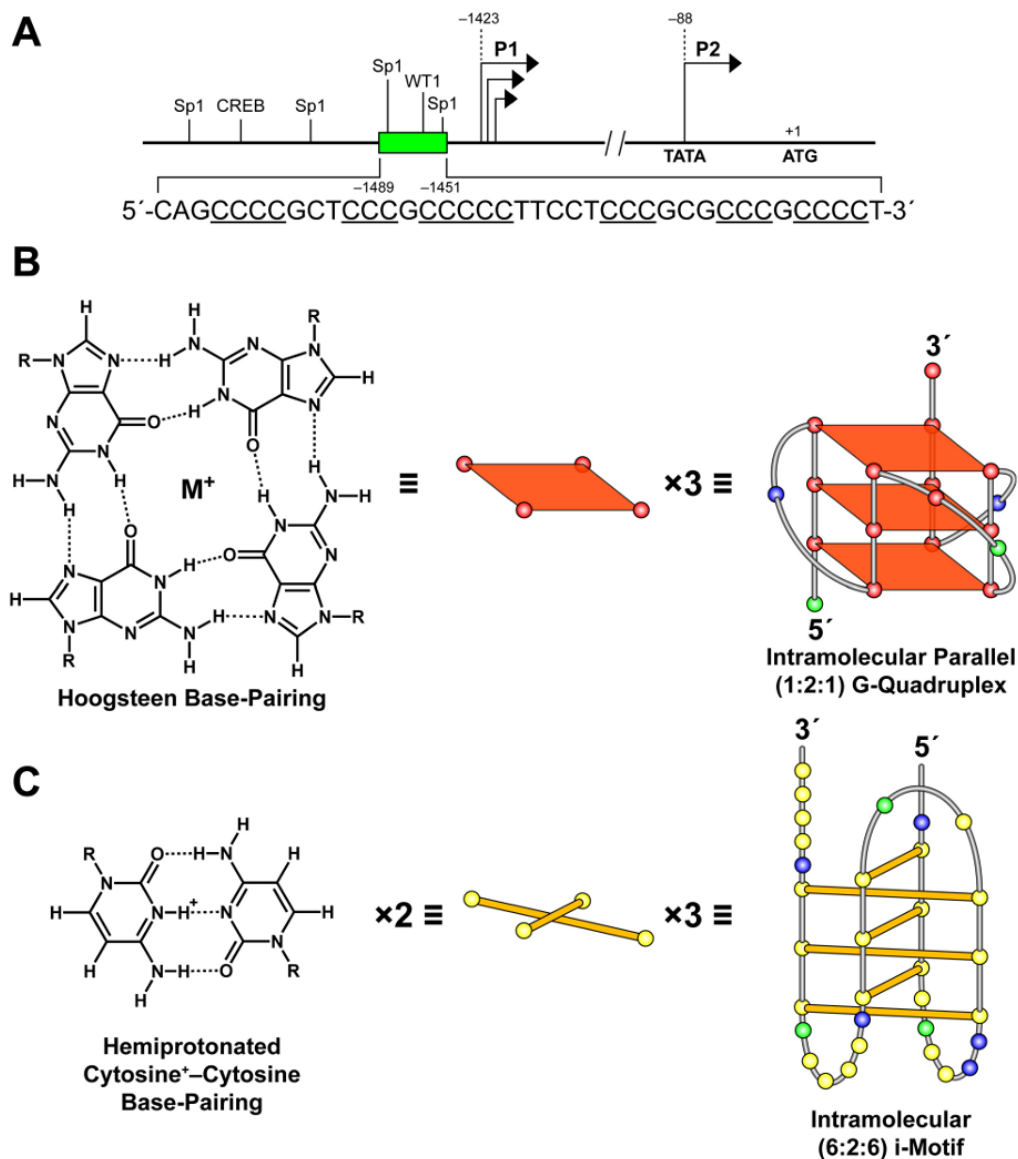 A
–1423
–88
P1
P2
Sp1
WT1
Sp1
CREB
Sp1
Sp1
+1
TATA
ATG
–1489
–1451
5´-CAGCCCCGCTCCCGCCCCCTTCCTCCCGCGCCCGCCCCT-3´
B
H
R
N
N
H
N
N
R
H
N
N
N
N
O
H
N
N
H
H
O
N
H
H
N
H
M+
H
N
H
≡
×3 ≡
3´
5´
O
N
H
O
N
H
N
N
N
N
H
N
H
N
N
R
H
R
H
Hoogsteen Base-Pairing
Intramolecular Parallel
(1:2:1) G-Quadruplex
C
3´
5´
H
R
O
H
N
H
N
H
N
H+
N
H
H
N
H
O
N
R
H
×2 ≡
×3 ≡
Hemiprotonated
Cytosine+–Cytosine
Base-Pairing
Intramolecular
(6:2:6) i-Motif